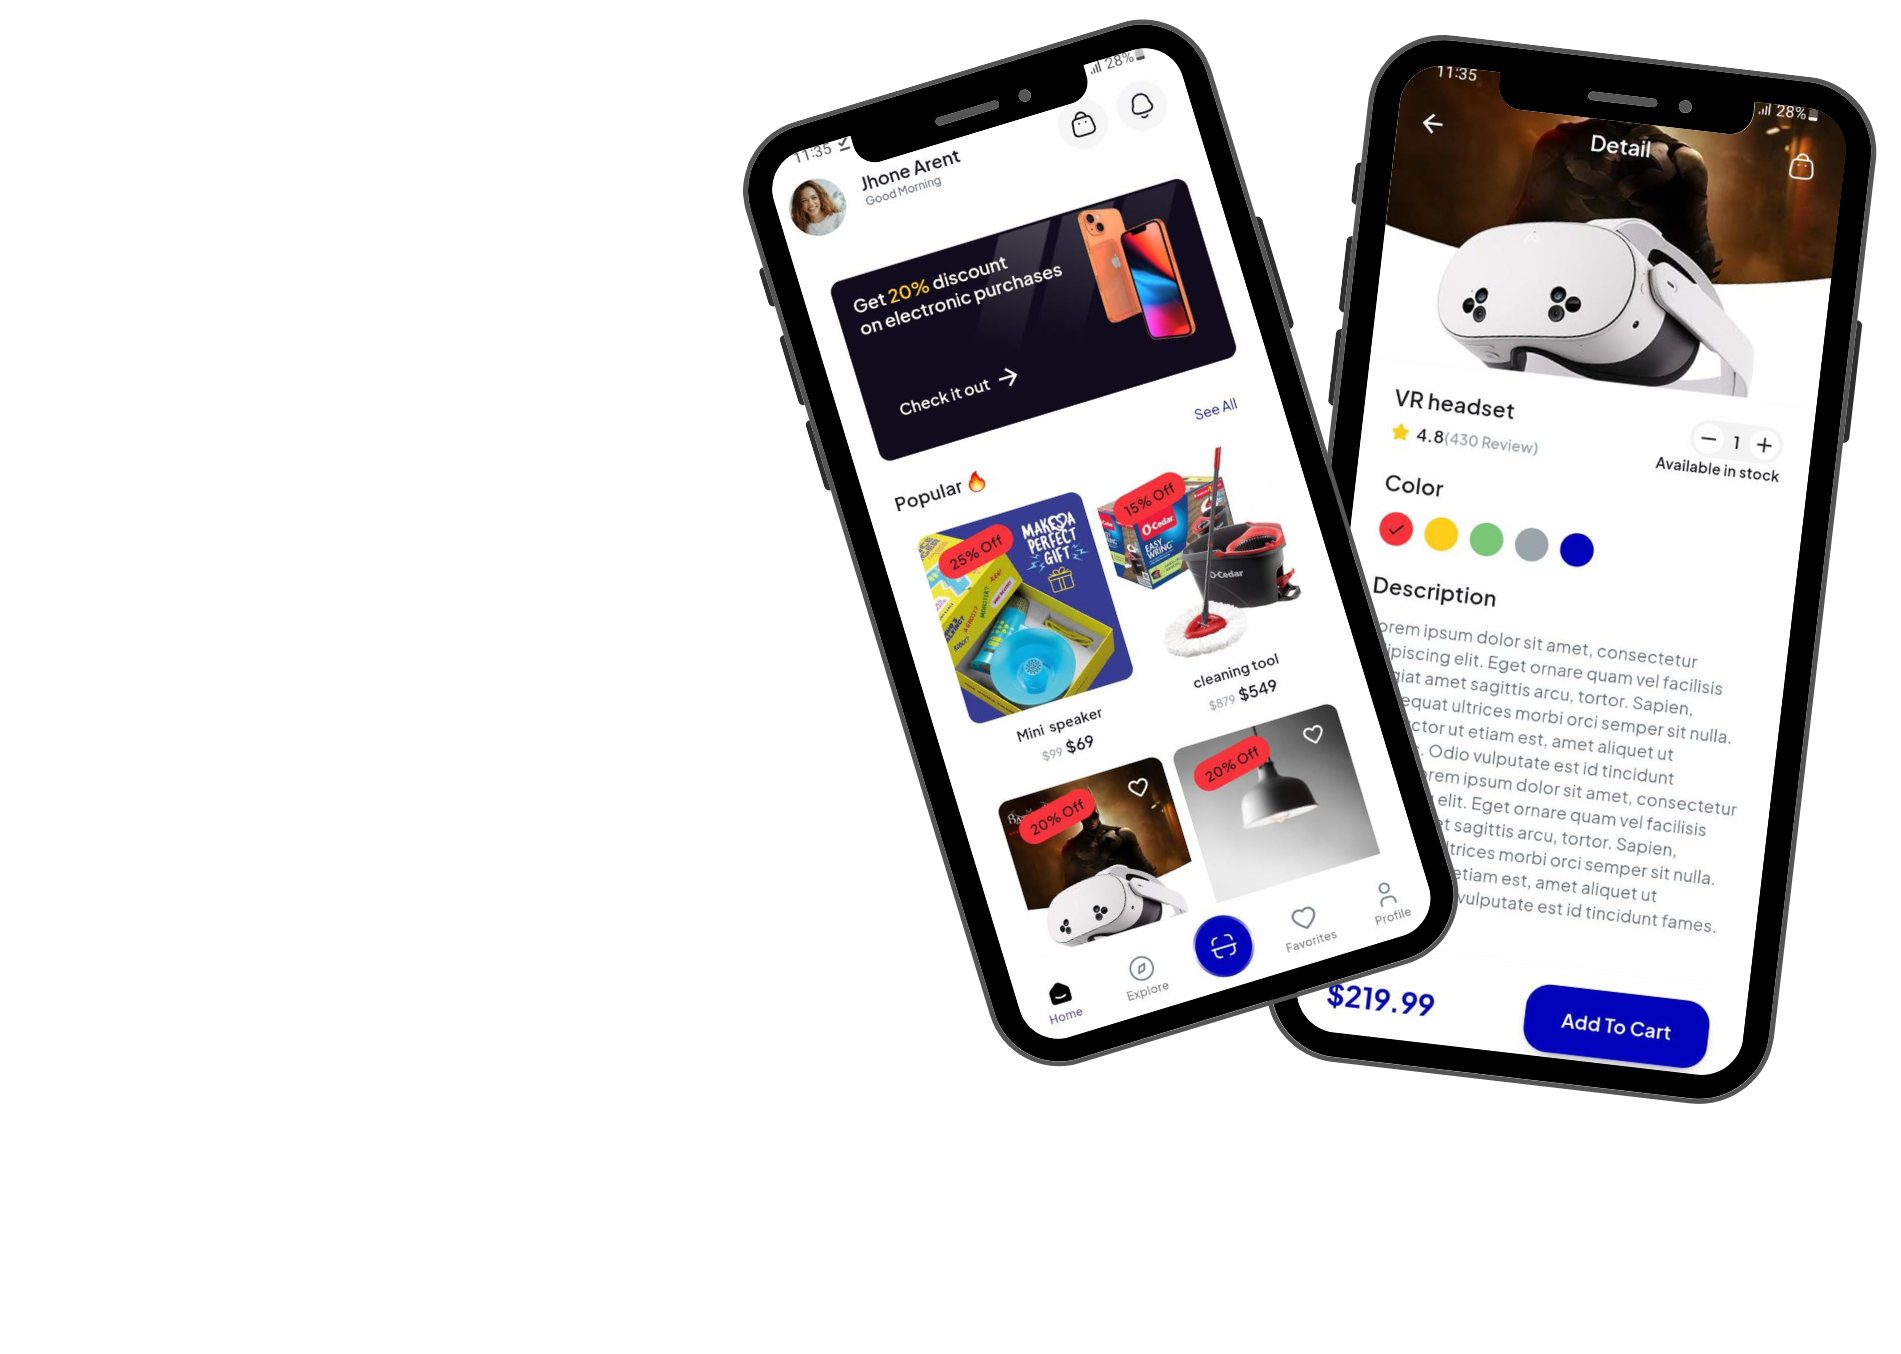 11:35
28%
Jhone Arent
Good Morning
Get 20% discount
on electronic purchases
Check it out
See All
Popular 🔥
25% Off
MAKES A
PERFECT
GIFT
15% Off
O-Cedar
EASY
WRING
O-Cedar
Mini speaker
$99 $69
cleaning tool
$879 $549
20% Off
20% Off
Home
Explore
Favorites
Profile
11:35
28%
Detail
VR headset
4.8(430 Review)
1
Available in stock
Color
Description
orem ipsum dolor sit amet, consectetur
ipiscing elit. Eget ornare quam vel facilisis
giat amet sagittis arcu, tortor. Sapien,
equat ultrices morbi orci semper sit nulla.
ctor ut etiam est, amet aliquet ut
. Odio vulputate est id tincidunt
rem ipsum dolor sit amet, consectetur
elit. Eget ornare quam vel facilisis
et sagittis arcu, tortor. Sapien,
ltrices morbi orci semper sit nulla.
etiam est, amet aliquet ut
vulputate est id tincidunt fames.
$219.99
Add To Cart